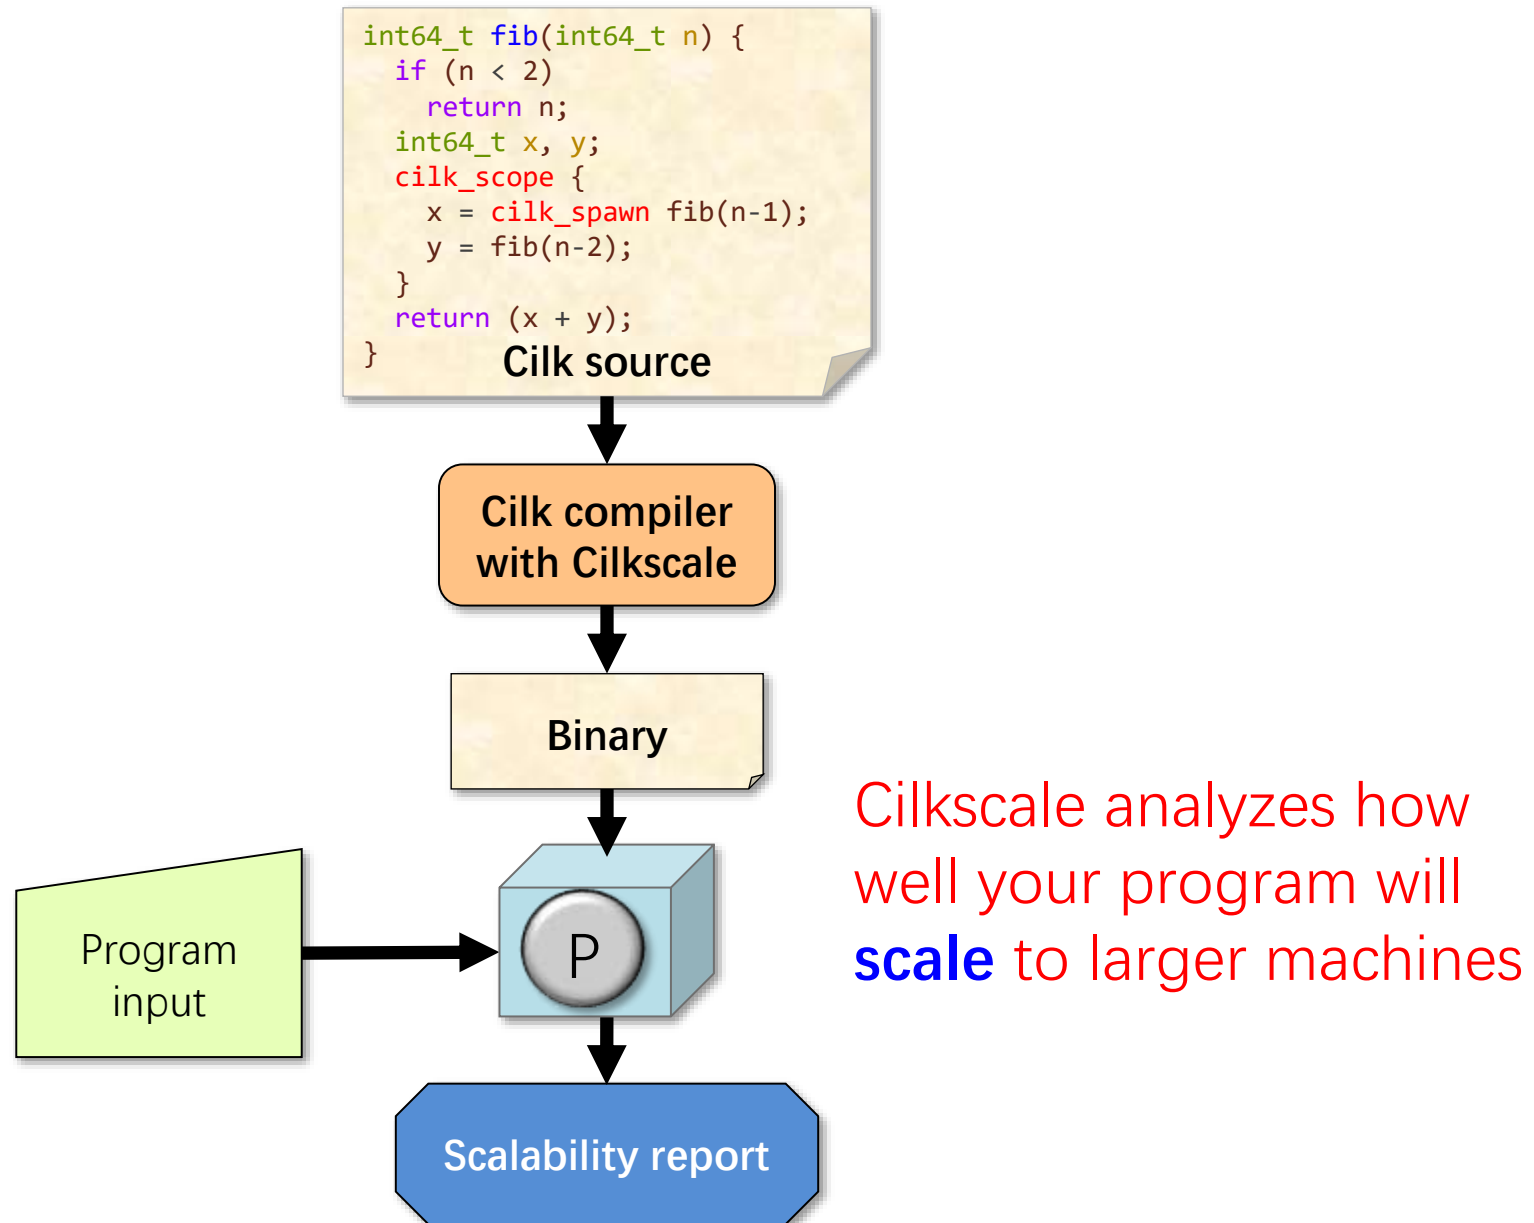 int64_t fib(int64_t n) {
  if (n < 2)
    return n;
  int64_t x, y;
  cilk_scope {
    x = cilk_spawn fib(n-1);
    y = fib(n-2);
  }
  return (x + y);
}
Cilk source
Cilk compiler
with Cilkscale
Binary
Cilkscale analyzes how
well your program will
scale to larger machines
Program
input
P
Scalability report